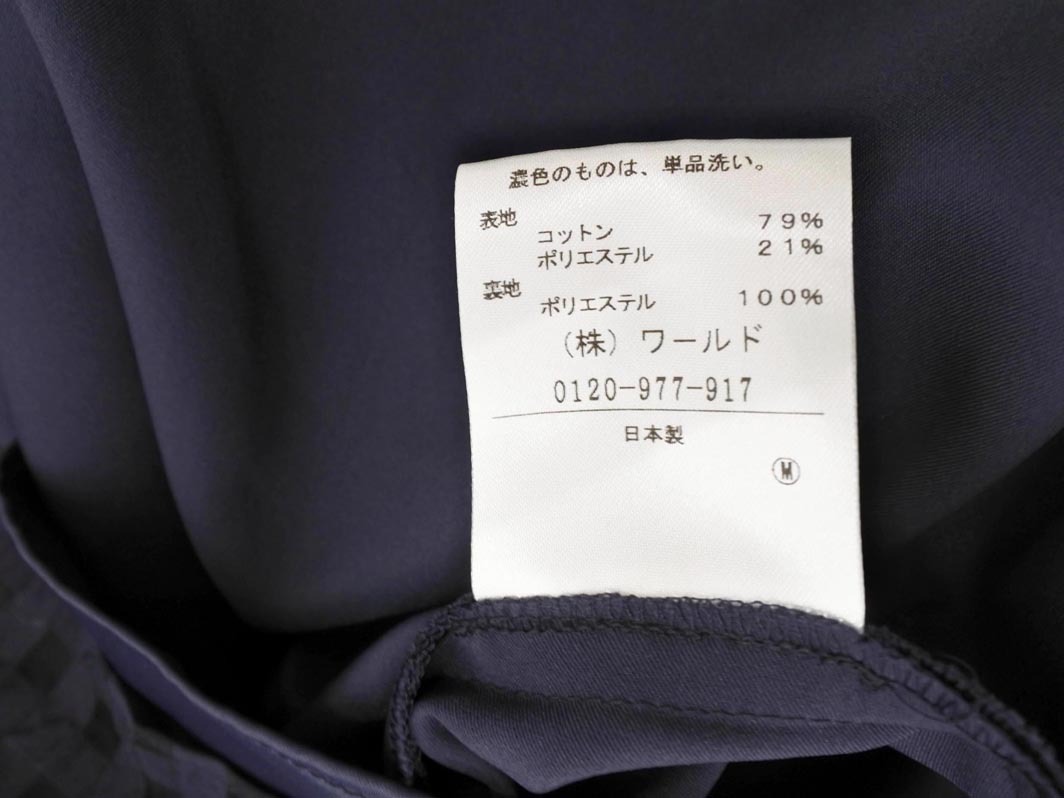 濃色のものは、単品洗い。
表地
コットン 79%
ポリエステル 21%
裏地
ポリエステル 100%
（株）ワールド
0120-977-917
日本製
Ⓜ